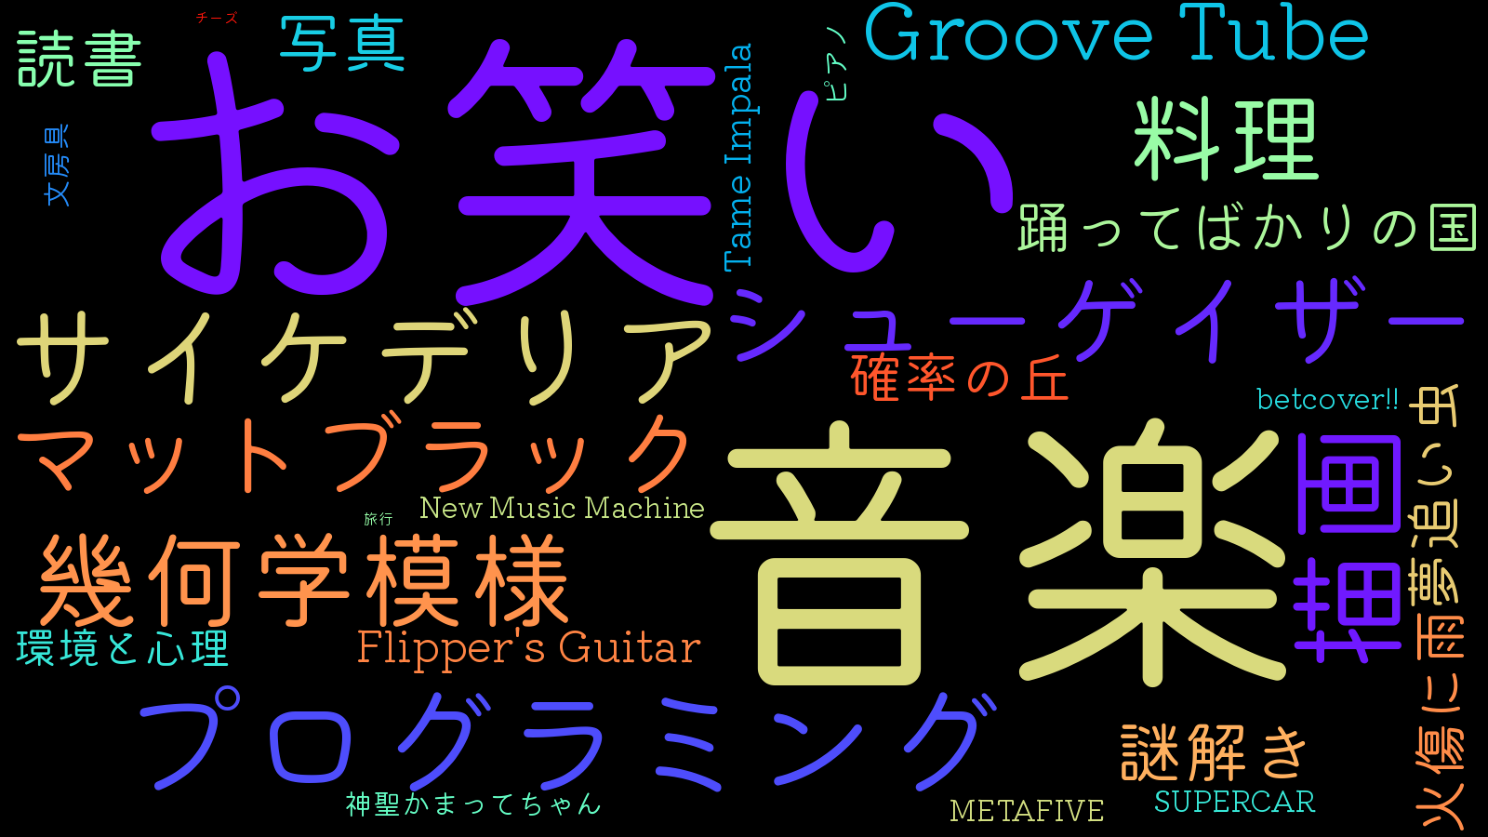 チーズ
読書
写真
お笑い
文房具
Tame Impala
ピアノ
Groove Tube
料理
踊ってばかりの国
サイケデリア
シューゲイザー
確率の丘
betcover!!
虫
夢追い
マットブラック
New Music Machine
旅行
音楽
映画
幾何学模様
環境と心理
Flipper's Guitar
火傷に雨
プログラミング
謎解き
神聖かまってちゃん
METAFIVE
SUPERCAR